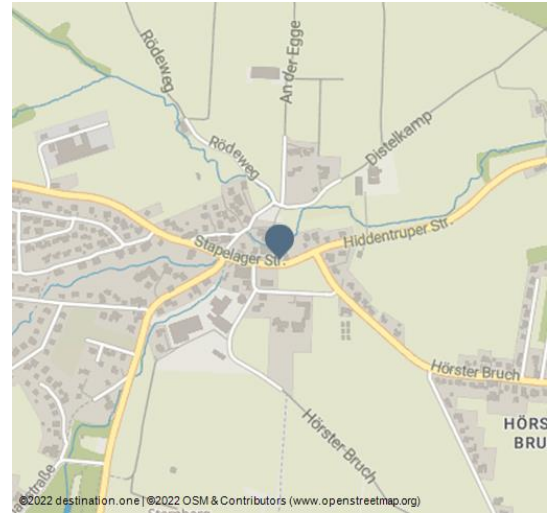 Rödeweg
An der Egge
Rödeweg
Distelkamp
Stapelager Str.
Hiddentruper Str.
Hörster Bruch
HÖRS
BRU
Hörster Bruch
©2022 destination.one | ©2022 OSM & Contributors (www.openstreetmap.org)